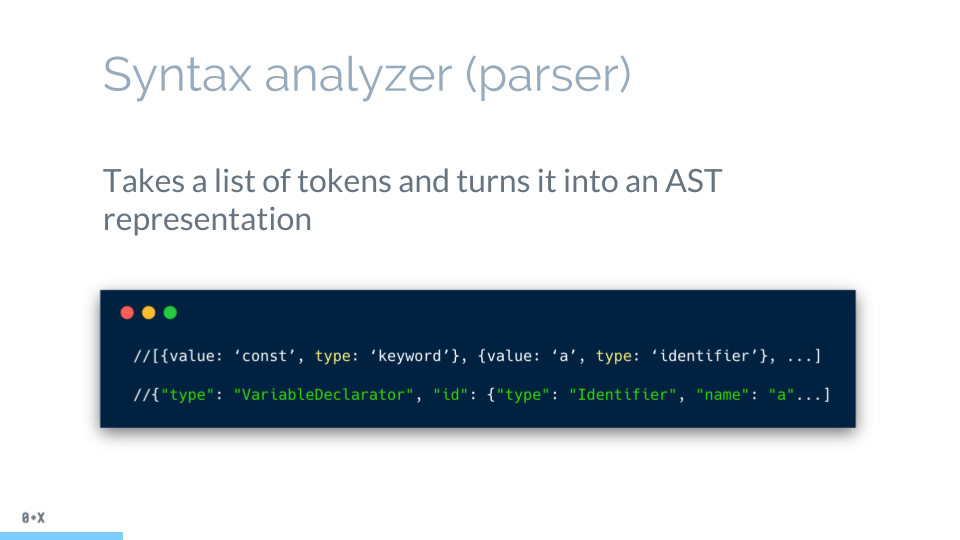 Syntax analyzer (parser)
Takes a list of tokens and turns it into an AST
representation
//[{value: ‘const’, type: ‘keyword’}, {value: ‘a’, type: ‘identifier’}, ...]
//{"type": "VariableDeclarator", "id": {"type": "Identifier", "name": "a"...]
0+X